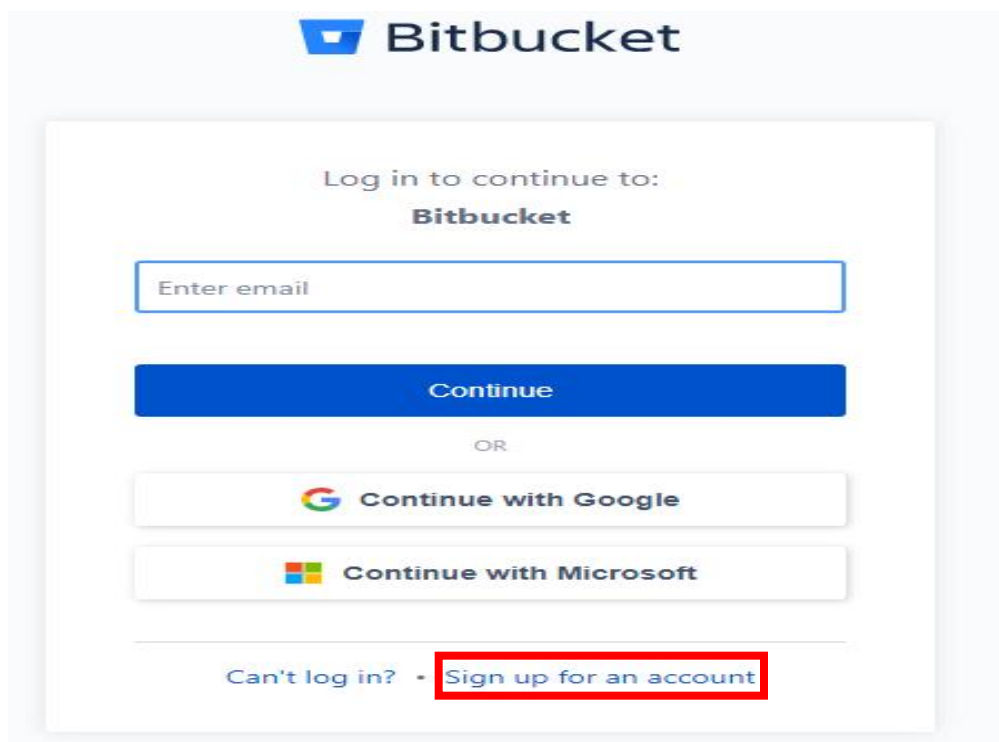 Bitbucket
Log in to continue to:
Bitbucket
Enter email
Continue
OR
Continue with Google
Continue with Microsoft
Can't log in? • Sign up for an account